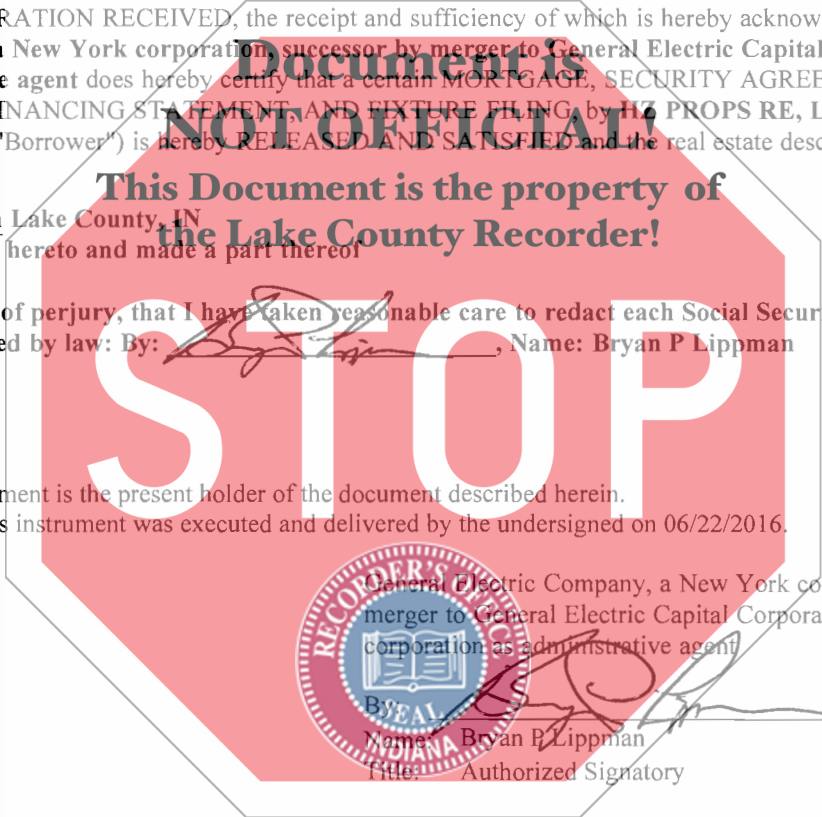 RATION RECEIVED, the receipt and sufficiency of which is hereby acknow
New York corporation, successor by merger to General Electric Capital
Document is
e agent does hereby certify that a certain MORTGAGE, SECURITY AGREE
INANCING STATEMENT, AND FIXTURE FILING, by HZ PROPS RE, L
NOT OFFICIAL!
"Borrower") is hereby RELEASED AND SATISFIED and the real estate desc
This Document is the property of
Lake County, IN
the Lake County Recorder!
hereto and made a part thereof
of perjury, that I have taken reasonable care to redact each Social Secur
ed by law: By: , Name: Bryan P Lippman
STOP
ment is the present holder of the document described herein.
s instrument was executed and delivered by the undersigned on 06/22/2016.
General Electric Company, a New York co
merger to General Electric Capital Corpora
corporation as administrative agent
RECORDER'S OFFICE
By:
SEAL
INDIANA
Name: Bryan P Lippman
Title: Authorized Signatory